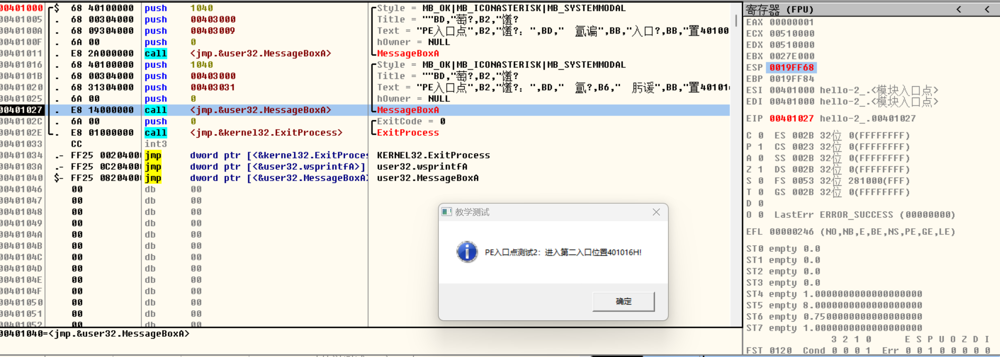 00401000 $ 68 40100000 push 1040 Style = MB_OK|MB_ICONASTERISK|MB_SYSTEMMODAL
00401005 . 68 00304000 push 00403000 Title = ""BD,"萄?,B2,"馐?
0040100A . 68 09304000 push 00403009 Text = "PE入口点",B2,"馐?: ",BD," 氲谝",BB,"入口?,BB,"置40100
0040100F . 6A 00 push 0 hOwner = NULL
00401011 . E8 2A000000 call <jmp.&user32.MessageBoxA> MessageBoxA
00401016 . 68 40100000 push 1040 Style = MB_OK|MB_ICONASTERISK|MB_SYSTEMMODAL
0040101B . 68 00304000 push 00403000 Title = ""BD,"萄?,B2,"馐?
00401020 . 68 31304000 push 00403031 Text = "PE入口点",B2,"馐?: ",BD," 氲?,B6," 肟谖",BB,"置40101
00401025 . 6A 00 push 0 hOwner = NULL
00401027 . E8 14000000 call <jmp.&user32.MessageBoxA> MessageBoxA
0040102C . 6A 00 push 0 ExitCode = 0
0040102E . E8 01000000 call <jmp.&kernel32.ExitProcess> ExitProcess
00401033 CC int3
00401034 .- FF25 0020400 jmp dword ptr [<&kernel32.ExitProces KERNEL32.ExitProcess
0040103A .- FF25 0C20400 jmp dword ptr [<&user32.wsprintfA>] user32.wsprintfA
00401040 $- FF25 0820400 jmp dword ptr [<&user32.MessageBoxA> user32.MessageBoxA
00401046 00 db 00
00401047 00 db 00
00401048 00 db 00
00401049 00 db 00
0040104A 00 db 00
0040104B 00 db 00
0040104C 00 db 00
0040104D 00 db 00
0040104E 00 db 00
0040104F 00 db 00
00401050 00 db 00
00401051 00 db 00
00401052 00 db 00
00401040=<jmp.&user32.MessageBoxA>
教学测试
PE入口点测试2：进入第二入口位置401016H!
确定
寄存器 (FPU) < <
EAX 00000001
ECX 00510000
EDX 00510000
EBX 0027E000
ESP 0019FF68
EBP 0019FF84
ESI 00401000 hello-2_.<模块入口点>
EDI 00401000 hello-2_.<模块入口点>
EIP 00401027 hello-2_.00401027
C 0 ES 002B 32位 0(FFFFFFFF)
P 1 CS 0023 32位 0(FFFFFFFF)
A 0 SS 002B 32位 0(FFFFFFFF)
Z 1 DS 002B 32位 0(FFFFFFFF)
S 0 FS 0053 32位 281000(FFF)
T 0 GS 002B 32位 0(FFFFFFFF)
D 0
O 0 LastErr ERROR_SUCCESS (00000000)
EFL 00000246 (NO,NB,E,BE,NS,PE,GE,LE)
ST0 empty 0.0
ST1 empty 0.0
ST2 empty 0.0
ST3 empty 0.0
ST4 empty 1.0000000000000000000
ST5 empty 8.0000000000000000000
ST6 empty 0.7500000000000000000
ST7 empty 1.0000000000000000000
3 2 1 0 E S P U O Z D I
FST 0120 Cond 0 0 0 1 Err 0 0 1 0 0 0 0 0